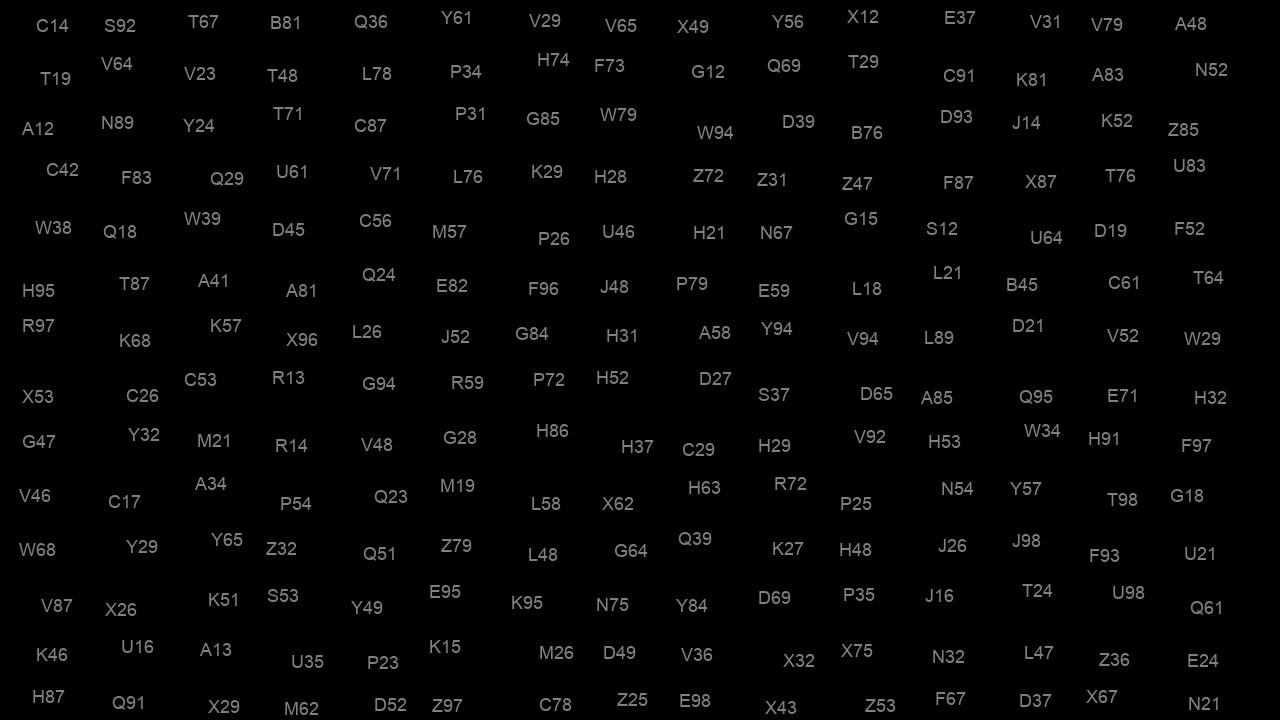 C14 S92 T67 B81 Q36 Y61 V29 V65 X49 Y56 X12 E37 V31 V79 A48
T19 V64 V23 T48 L78 P34 H74 F73 G12 Q69 T29 C91 K81 A83 N52
A12 N89 Y24 T71 C87 P31 G85 W79 W94 D39 B76 D93 J14 K52 Z85
C42 F83 Q29 U61 V71 L76 K29 H28 Z72 Z31 Z47 F87 X87 T76 U83
W38 Q18 W39 D45 C56 M57 P26 U46 H21 N67 G15 S12 U64 D19 F52
H95 T87 A41 A81 Q24 E82 F96 J48 P79 E59 L18 L21 B45 C61 T64
R97 K68 K57 X96 L26 J52 G84 H31 A58 Y94 V94 L89 D21 V52 W29
X53 C26 C53 R13 G94 R59 P72 H52 D27 S37 D65 A85 Q95 E71 H32
G47 Y32 M21 R14 V48 G28 H86 H37 C29 H29 V92 H53 W34 H91 F97
V46 C17 A34 P54 Q23 M19 L58 X62 H63 R72 P25 N54 Y57 T98 G18
W68 Y29 Y65 Z32 Q51 Z79 L48 G64 Q39 K27 H48 J26 J98 F93 U21
V87 X26 K51 S53 Y49 E95 K95 N75 Y84 D69 P35 J16 T24 U98 Q61
K46 U16 A13 U35 P23 K15 M26 D49 V36 X32 X75 N32 L47 Z36 E24
H87 Q91 X29 M62 D52 Z97 C78 Z25 E98 X43 Z53 F67 D37 X67 N21